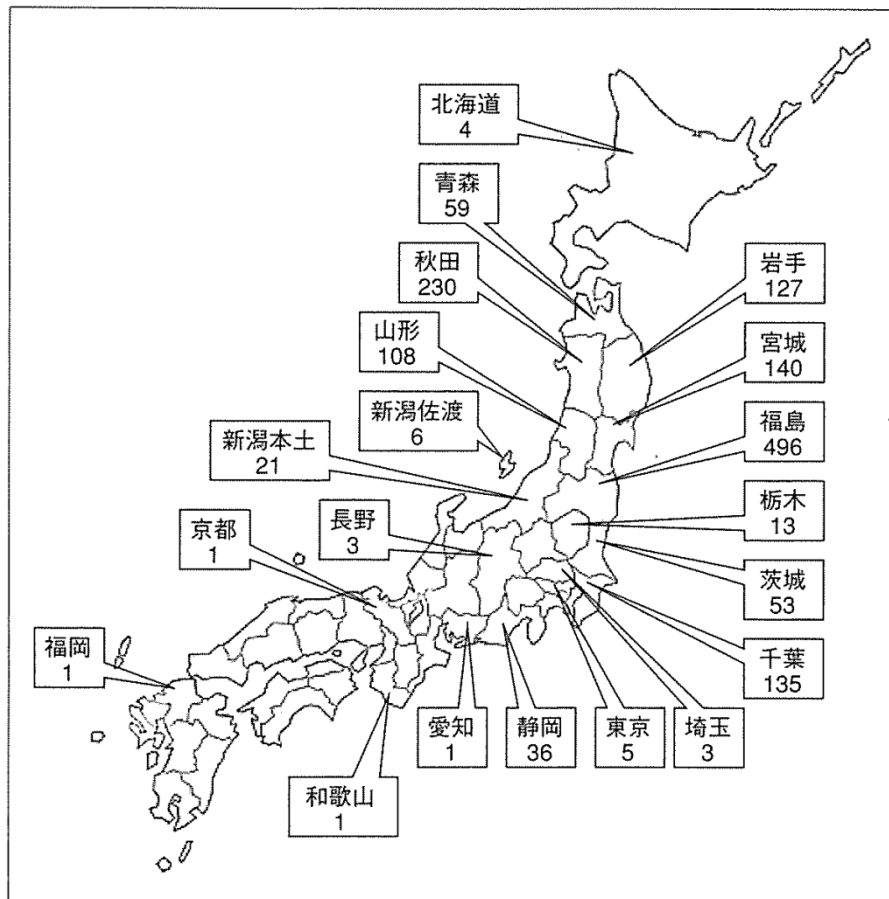 北海道
4
青森
59
秋田
230
山形
108
新潟佐渡
6
新潟本土
21
京都
1
長野
3
福岡
1
岩手
127
宮城
140
福島
496
栃木
13
茨城
53
千葉
135
愛知
1
静岡
36
東京
5
埼玉
3
和歌山
1